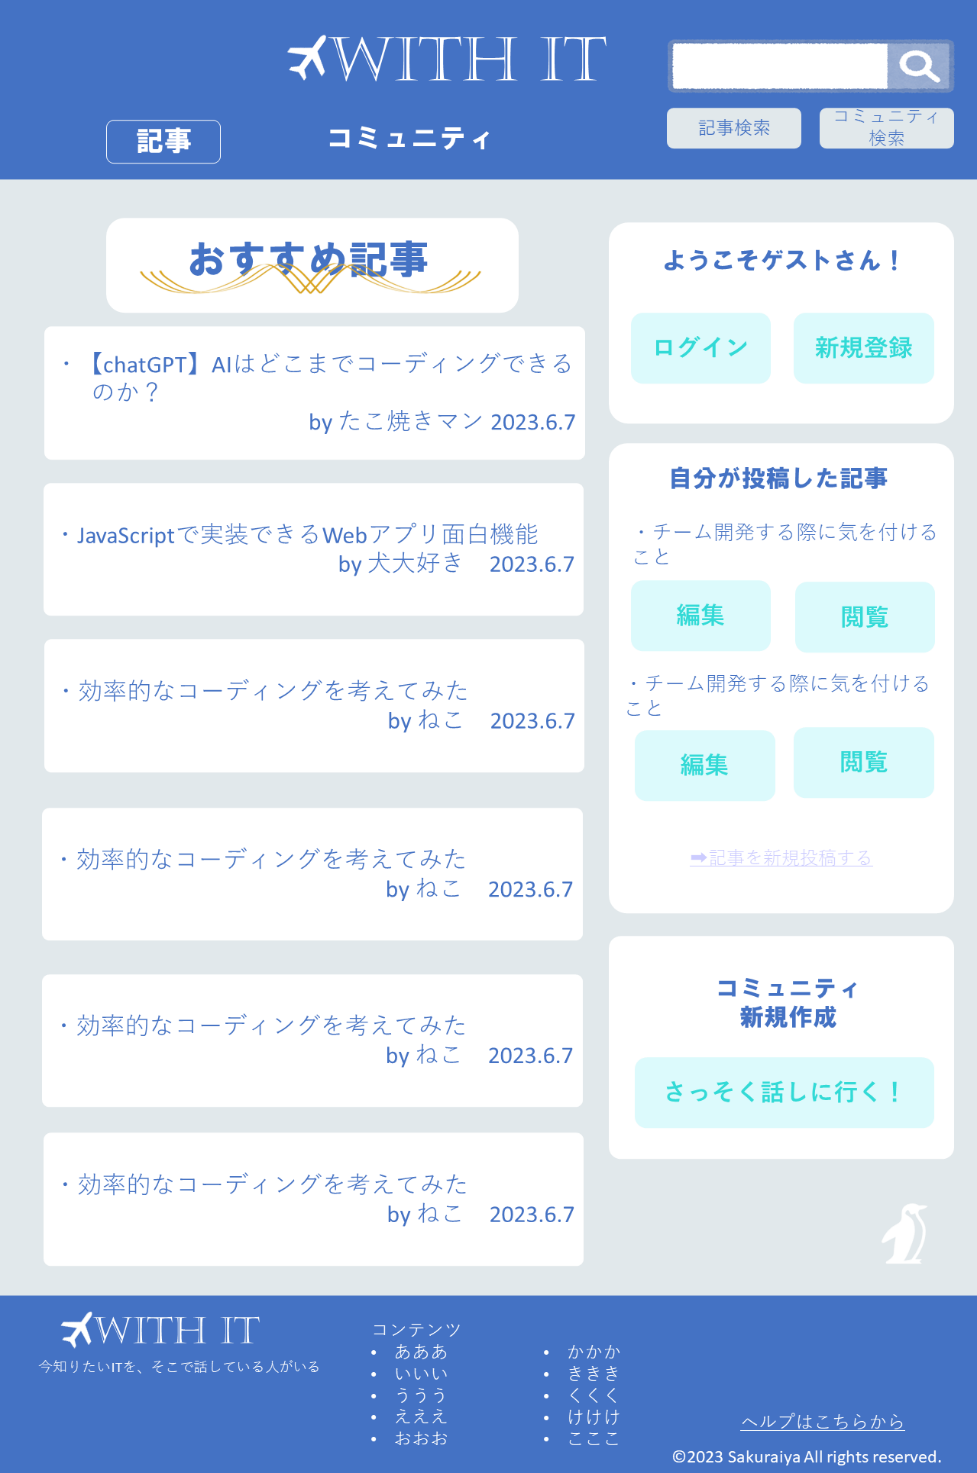 WITH IT
記事
コミュニティ
記事検索
コミュニティ
検索
おすすめ記事
・【chatGPT】AIはどこまでコーディングできる
のか？
by たこ焼きマン 2023.6.7
・JavaScriptで実装できるWebアプリ面白機能
by 犬大好き　2023.6.7
・効率的なコーディングを考えてみた
by ねこ　2023.6.7
・効率的なコーディングを考えてみた
by ねこ　2023.6.7
・効率的なコーディングを考えてみた
by ねこ　2023.6.7
・効率的なコーディングを考えてみた
by ねこ　2023.6.7
ようこそゲストさん！
ログイン
新規登録
自分が投稿した記事
・チーム開発する際に気を付ける
こと
編集
閲覧
・チーム開発する際に気を付ける
こと
編集
閲覧
➡記事を新規投稿する
コミュニティ
新規作成
さっそく話しに行く！
WITH IT
今知りたいITを、そこで話している人がいる
コンテンツ
• あああ
• いいい
• ううう
• えええ
• おおお
• かかか
• ききき
• くくく
• けけけ
• こここ
ヘルプはこちらから
©2023 Sakuraiya All rights reserved.